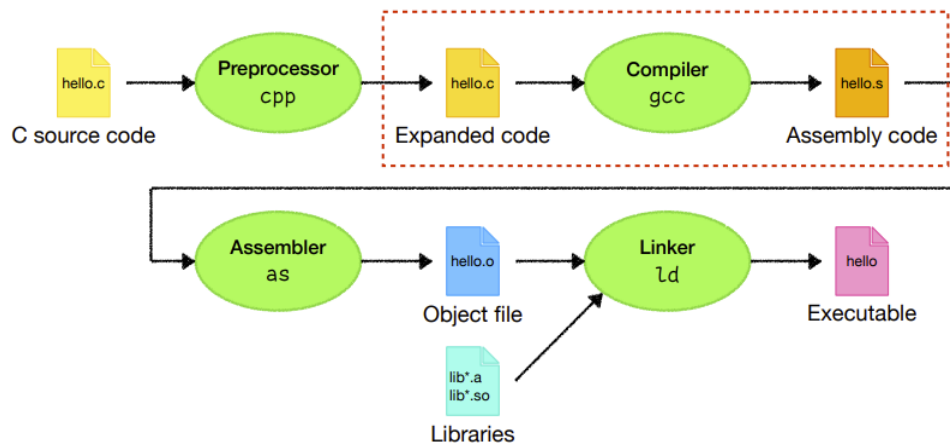 hello.c
C source code
Preprocessor
cpp
hello.c
Expanded code
Compiler
gcc
hello.s
Assembly code
Assembler
as
hello.o
Object file
Linker
ld
hello
Executable
lib*.a
lib*.so
Libraries